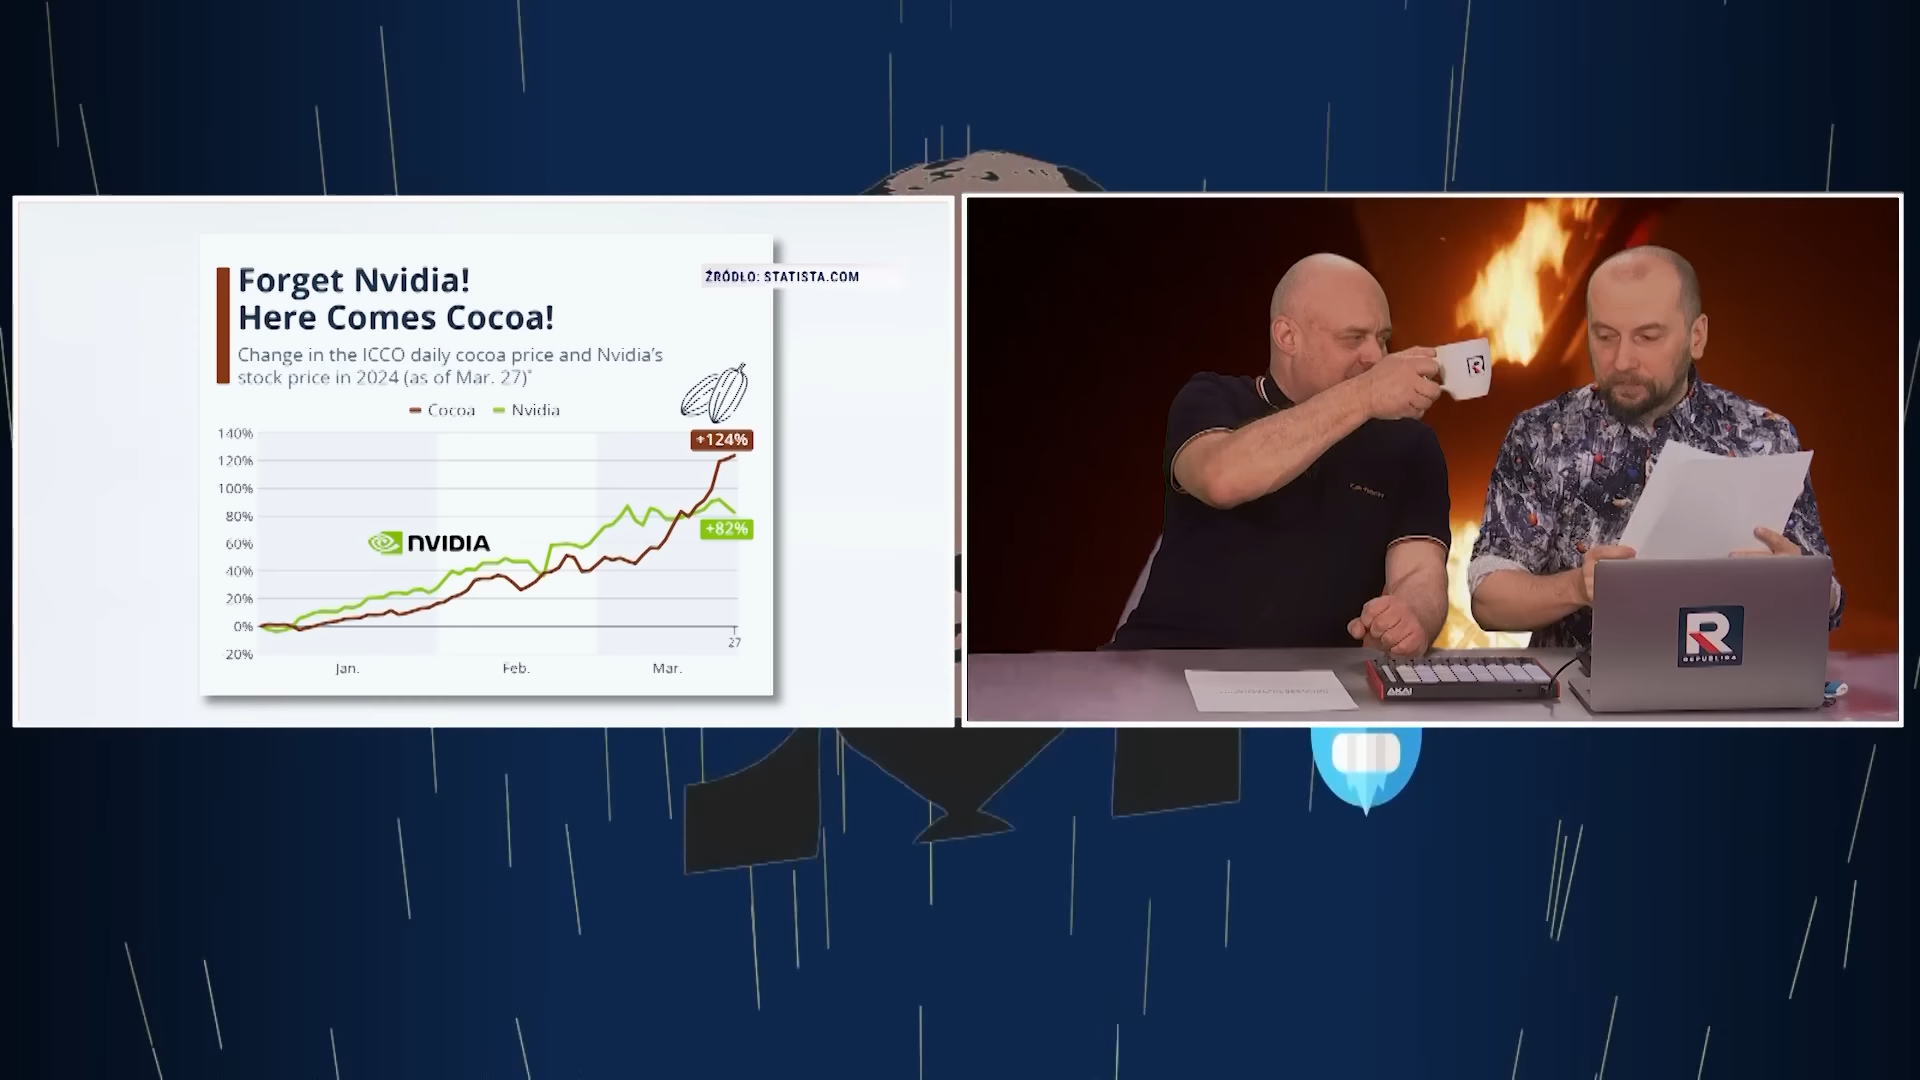 Forget Nvidia!
Here Comes Cocoa!
ŹRÓDŁO: STATISTA.COM
Change in the ICCO daily cocoa price and Nvidia's
stock price in 2024 (as of Mar. 27)*
Cocoa Nvidia
140%
+124%
120%
100%
80%
+82%
60%
NVIDIA
40%
20%
0%
27
-20%
Jan. Feb. Mar.
R
R
REPUBLIKA
AKAI